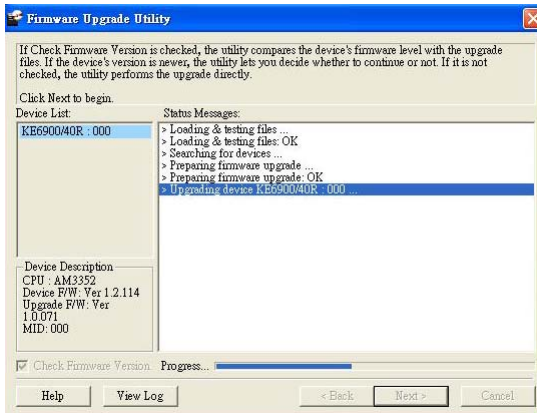 Firmware Upgrade Utility
If Check Firmware Version is checked, the utility compares the device's firmware level with the upgrade
files. If the device's version is newer, the utility lets you decide whether to continue or not. If it is not
checked, the utility performs the upgrade directly.
Click Next to begin.
Device List:
KE6900/40R : 000
Status Messages:
> Loading & testing files ...
> Loading & testing files: OK
> Searching for devices ...
> Preparing firmware upgrade ...
> Preparing firmware upgrade: OK
> Upgrading device KE6900/40R : 000 ...
Device Description
CPU : AM3352
Device F/W: Ver 1.2.114
Upgrade F/W: Ver
1.0.071
MID: 000
Check Firmware Version
Progress...
Help
View Log
< Back
Next >
Cancel